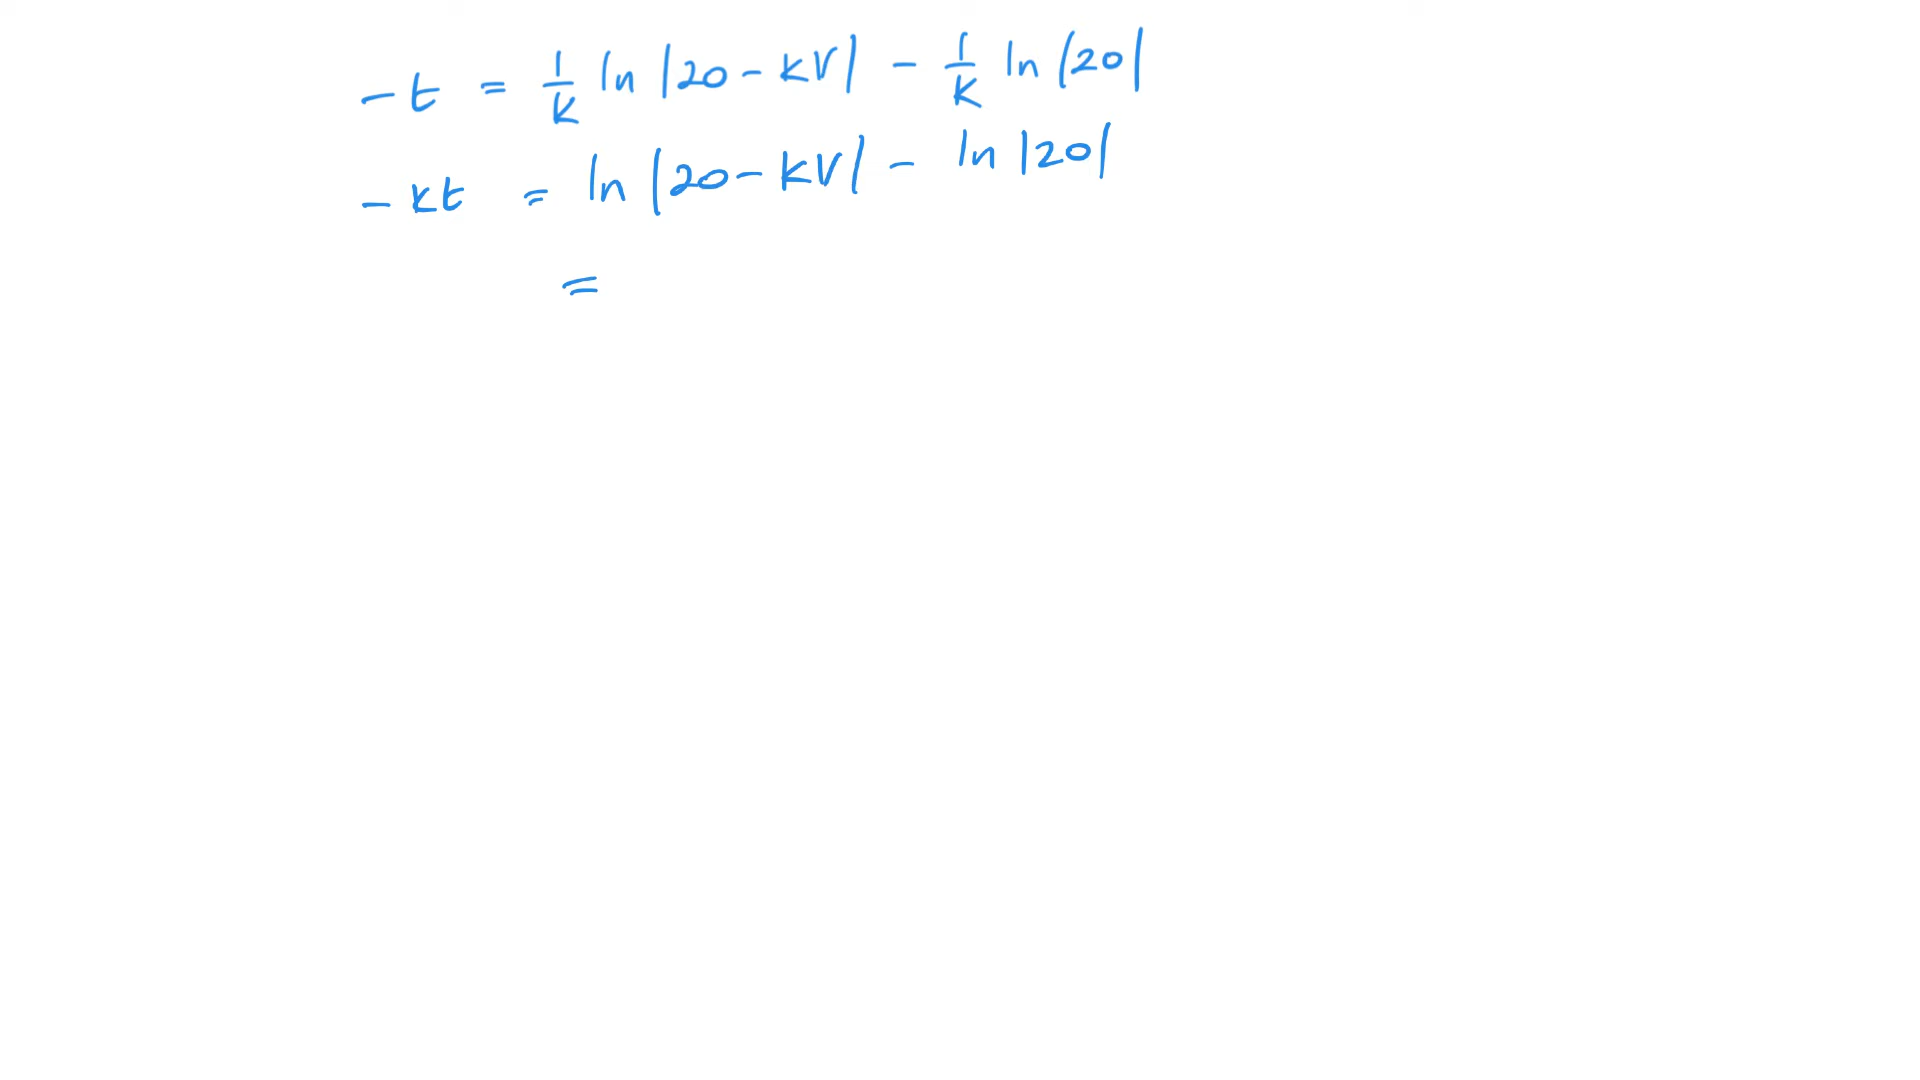 -t = 1/k ln |20 - kV| - 1/k ln |20|
-kt = ln |20 - kV| - ln |20|
=